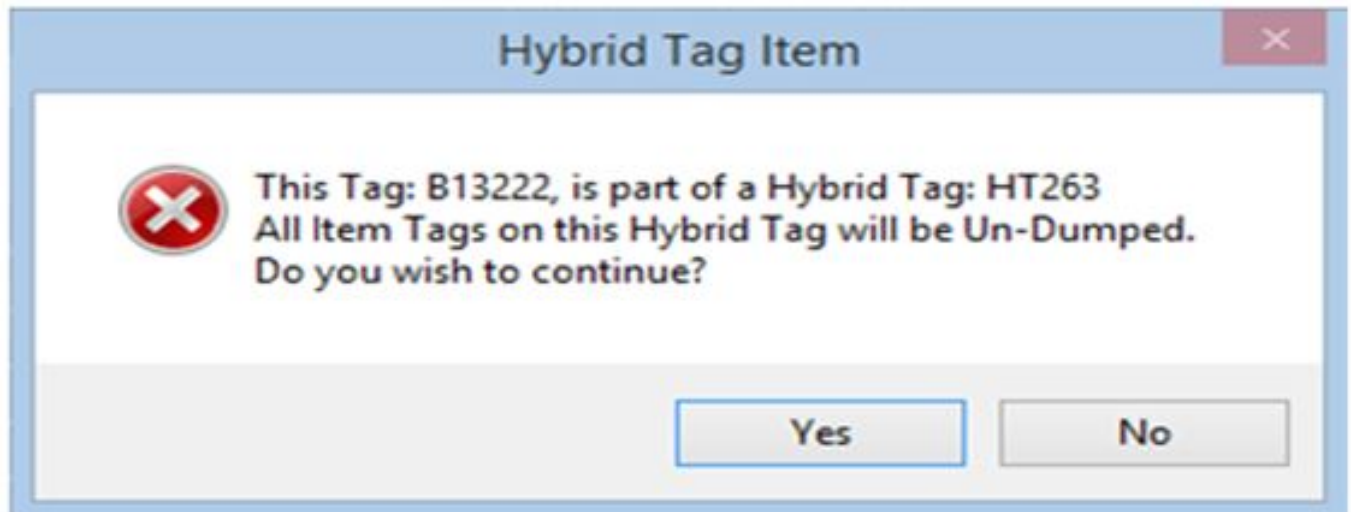 Hybrid Tag Item
This Tag: B13222, is part of a Hybrid Tag: HT263
All Item Tags on this Hybrid Tag will be Un-Dumped.
Do you wish to continue?
Yes
No